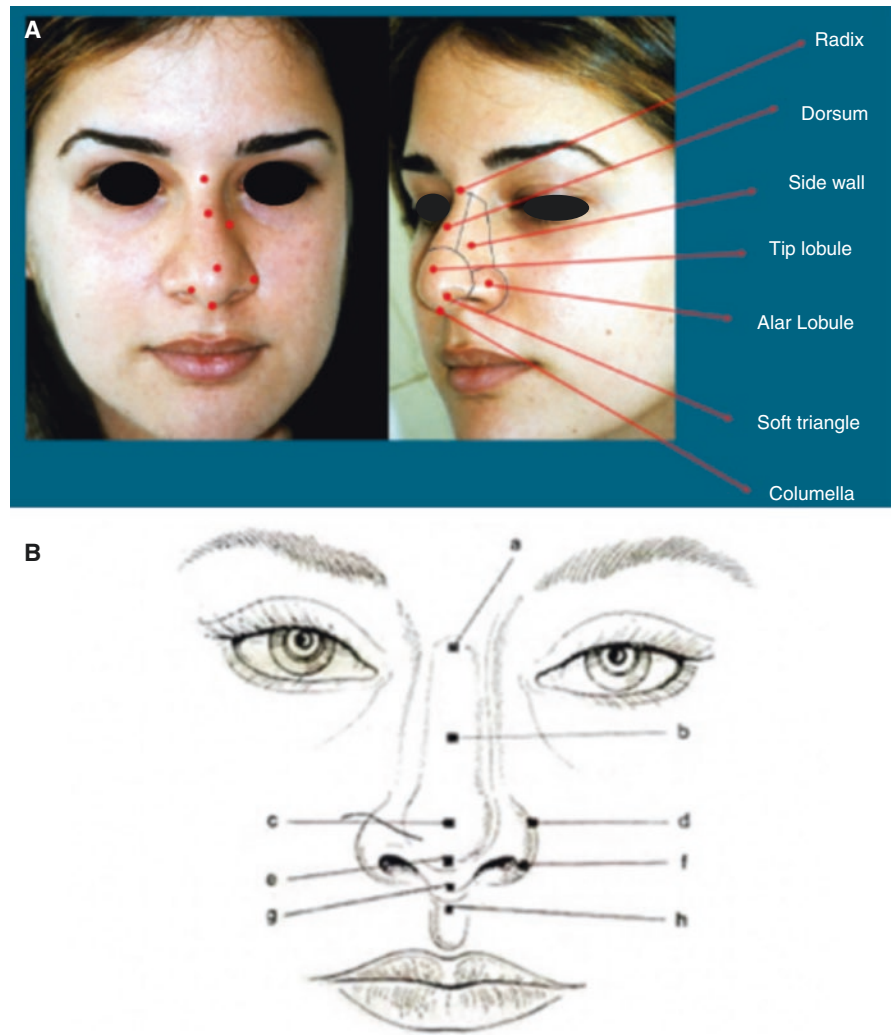 A
Radix
Dorsum
Side wall
Tip lobule
Alar Lobule
Soft triangle
Columella
B
a
b
c
d
e
f
g
h